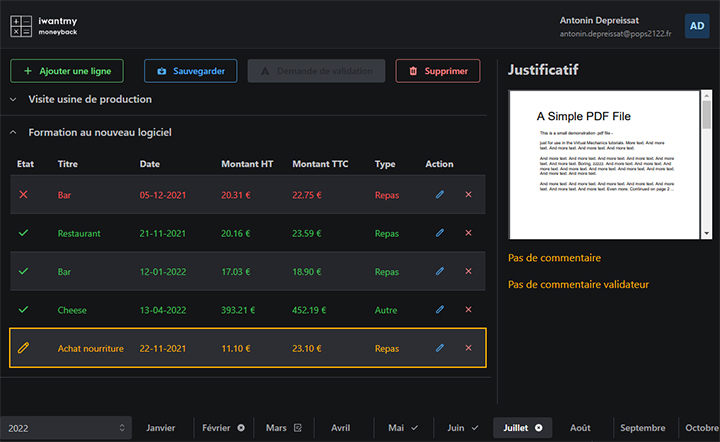 iwantmy
moneyback
Antonin Depreissat
antonin.depreissat@pops2122.fr
AD
Ajouter une ligne
Sauvegarder
Demande de validation
Supprimer
Visite usine de production
Formation au nouveau logiciel
Etat Titre Date Montant HT Montant TTC Type Action
Bar 05-12-2021 20.31 € 22.75 € Repas
Restaurant 21-11-2021 20.16 € 23.59 € Repas
Bar 12-01-2022 17.03 € 18.90 € Repas
Cheese 13-04-2022 393.21 € 452.19 € Autre
Achat nourriture 22-11-2021 11.10 € 23.10 € Repas
Justificatif
A Simple PDF File
This is a small demonstration .pdf file -
just for use in the Virtual Mechanics tutorials. More text. And more
text. And more text. And more text. And more text.
And more text. And more text. And more text. And more text. And more
text. And more text. Boring, zzzzz. And more text. And more text. And
more text. And more text. And more text. And more text. And more text.
And more text. And more text.
And more text. And more text. And more text. And more text. And more
text. And more text. And more text. Even more. Continued on page 2 ...
Pas de commentaire
Pas de commentaire validateur
2022
Janvier Février Mars Avril Mai Juin Juillet Août Septembre Octobre